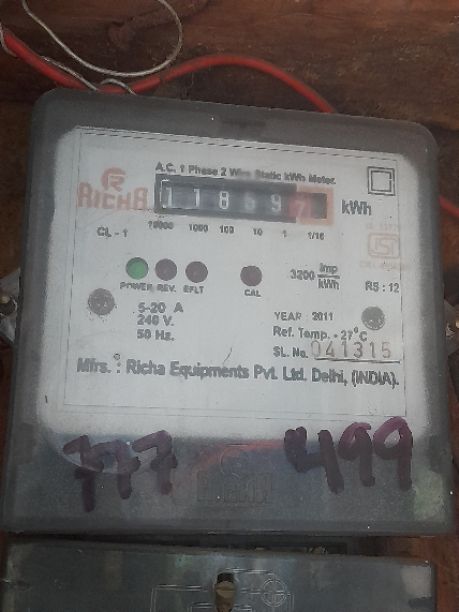 A.C. 1 Phase 2 Wire Static kWh Meter.
RICHA
kWh
CL - 1
10000 1000 100 10 1 1/10
POWER REV. EFLT
CAL
3200 Imp/kWh
RS : 12
5-20 A
240 V.
50 Hz.
YEAR : 2011
Ref. Temp. - 27°C
SL. No. 041315
Mfrs. : Richa Equipments Pvt. Ltd. Delhi, (INDIA).
777 499